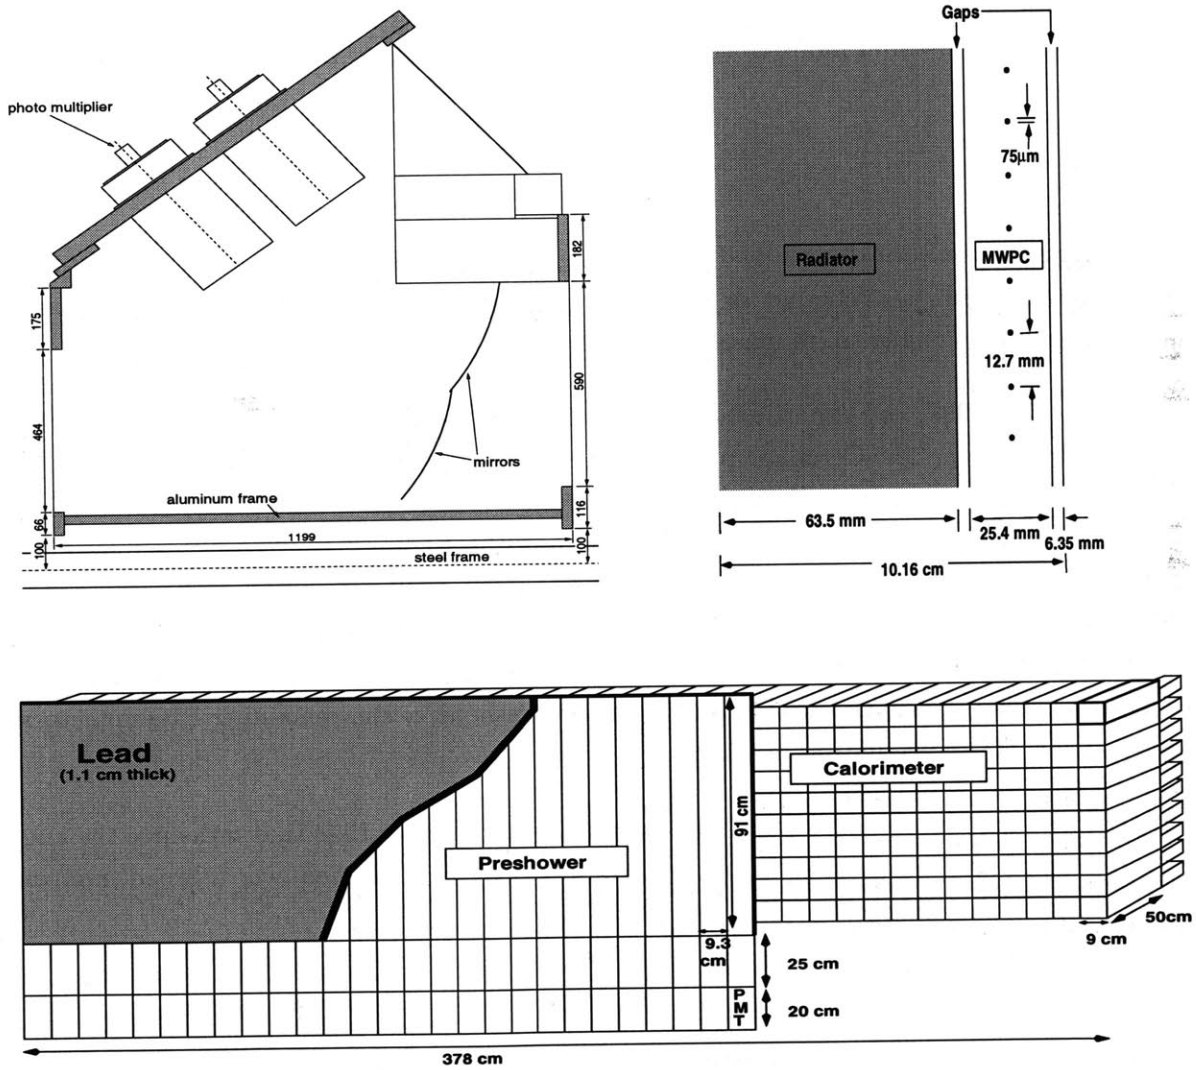 photo multiplier
175
464
66
100
182
590
116
100
mirrors
aluminum frame
1199
steel frame
Gaps
75μm
Radiator
MWPC
12.7 mm
63.5 mm
25.4 mm
6.35 mm
10.16 cm
Lead
(1.1 cm thick)
Preshower
91 cm
Calorimeter
50cm
9 cm
9.3
cm
25 cm
P
M
T
20 cm
378 cm